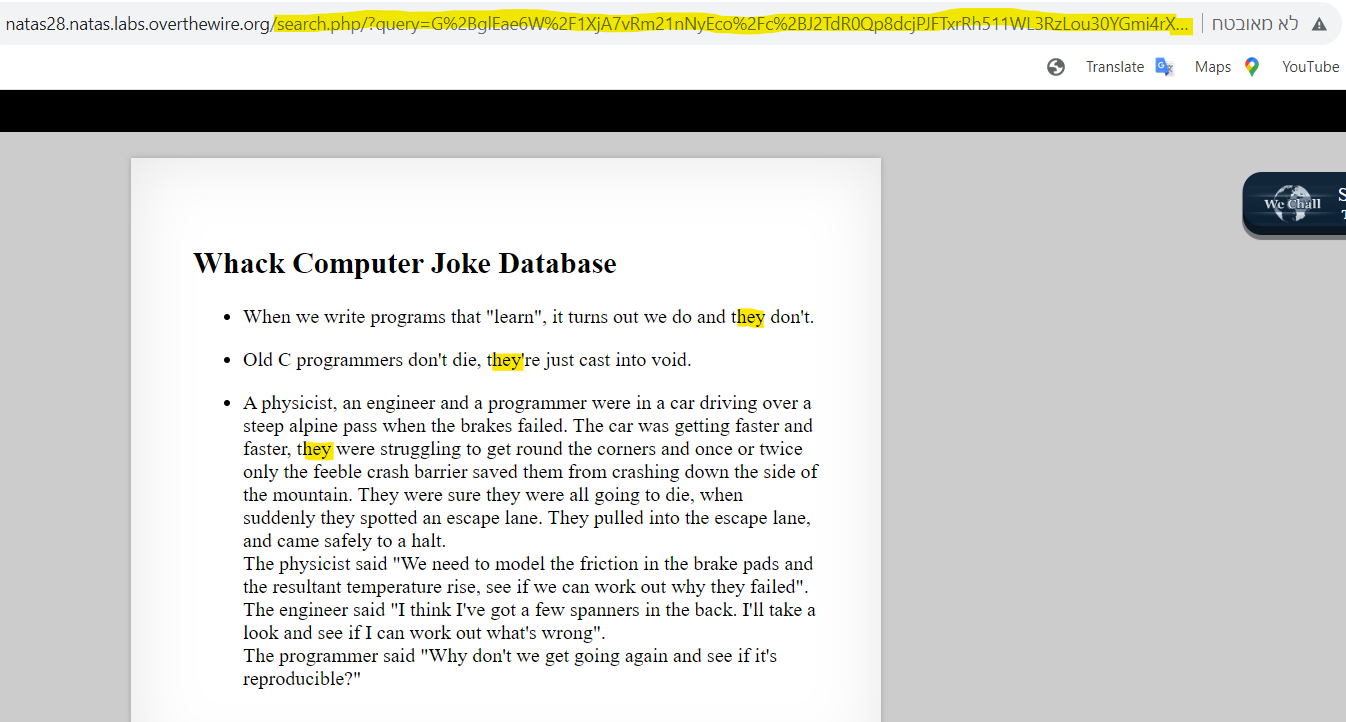 natas28.natas.labs.overthewire.org/search.php/?query=G%2BglEae6W%2F1XjA7vRm21nNyEco%2Fc%2BJ2TdR0Qp8dcjPJFTxrRh511WL3RzLou30YGmi4rX... לא מאובטח
Translate Maps YouTube
We Chall S
Whack Computer Joke Database
When we write programs that "learn", it turns out we do and they don't.
Old C programmers don't die, they're just cast into void.
A physicist, an engineer and a programmer were in a car driving over a
steep alpine pass when the brakes failed. The car was getting faster and
faster, they were struggling to get round the corners and once or twice
only the feeble crash barrier saved them from crashing down the side of
the mountain. They were sure they were all going to die, when
suddenly they spotted an escape lane. They pulled into the escape lane,
and came safely to a halt.
The physicist said "We need to model the friction in the brake pads and
the resultant temperature rise, see if we can work out why they failed".
The engineer said "I think I've got a few spanners in the back. I'll take a
look and see if I can work out what's wrong".
The programmer said "Why don't we get going again and see if it's
reproducible?"